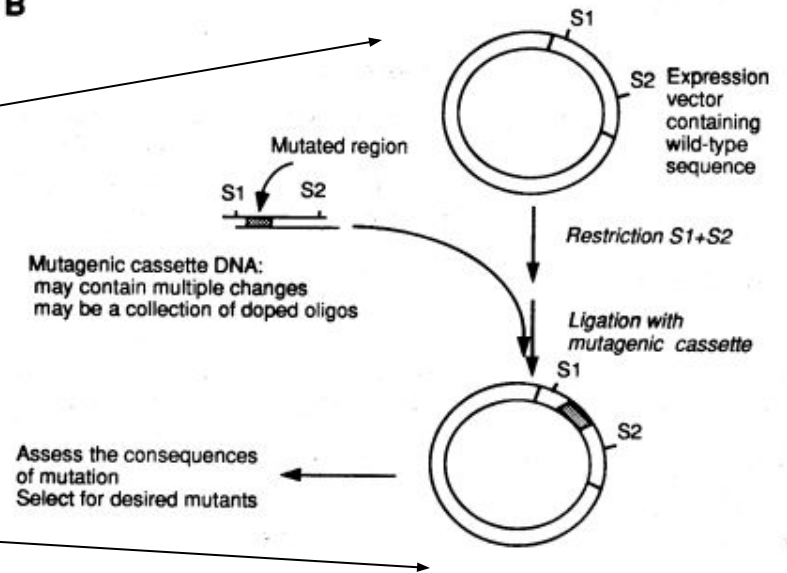 B
S1
S2
Expression
vector
containing
wild-type
sequence
Mutated region
S1
S2
Restriction S1+S2
Mutagenic cassette DNA:
may contain multiple changes
may be a collection of doped oligos
Ligation with
mutagenic cassette
S1
S2
Assess the consequences
of mutation
Select for desired mutants